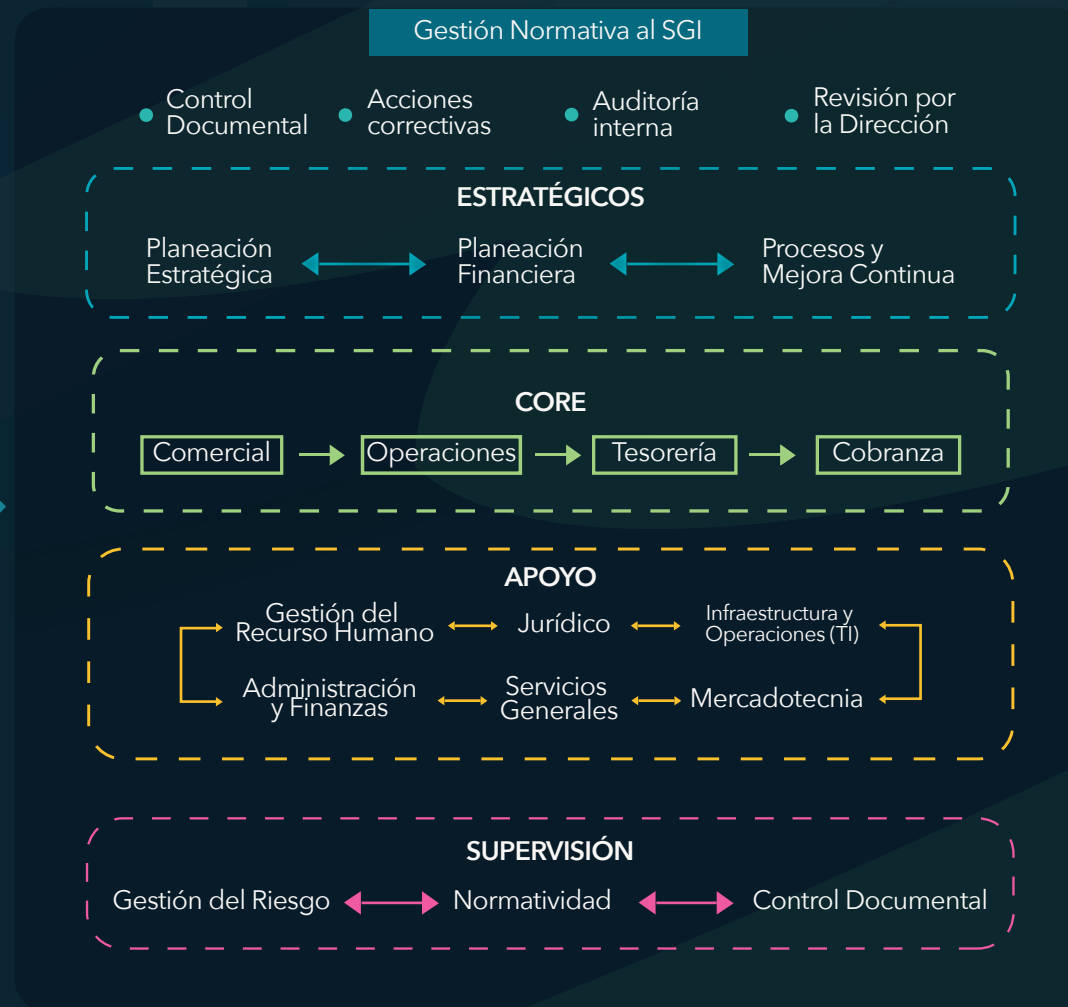 Gestión Normativa al SGI
Control
Documental
Acciones
correctivas
Auditoría
interna
Revisión por
la Dirección
ESTRATÉGICOS
Planeación
Estratégica
Planeación
Financiera
Procesos y
Mejora Continua
CORE
Comercial
Operaciones
Tesorería
Cobranza
APOYO
Gestión del
Recurso Humano
Jurídico
Infraestructura y
Operaciones (TI)
Administración
y Finanzas
Servicios
Generales
Mercadotecnia
SUPERVISIÓN
Gestión del Riesgo
Normatividad
Control Documental